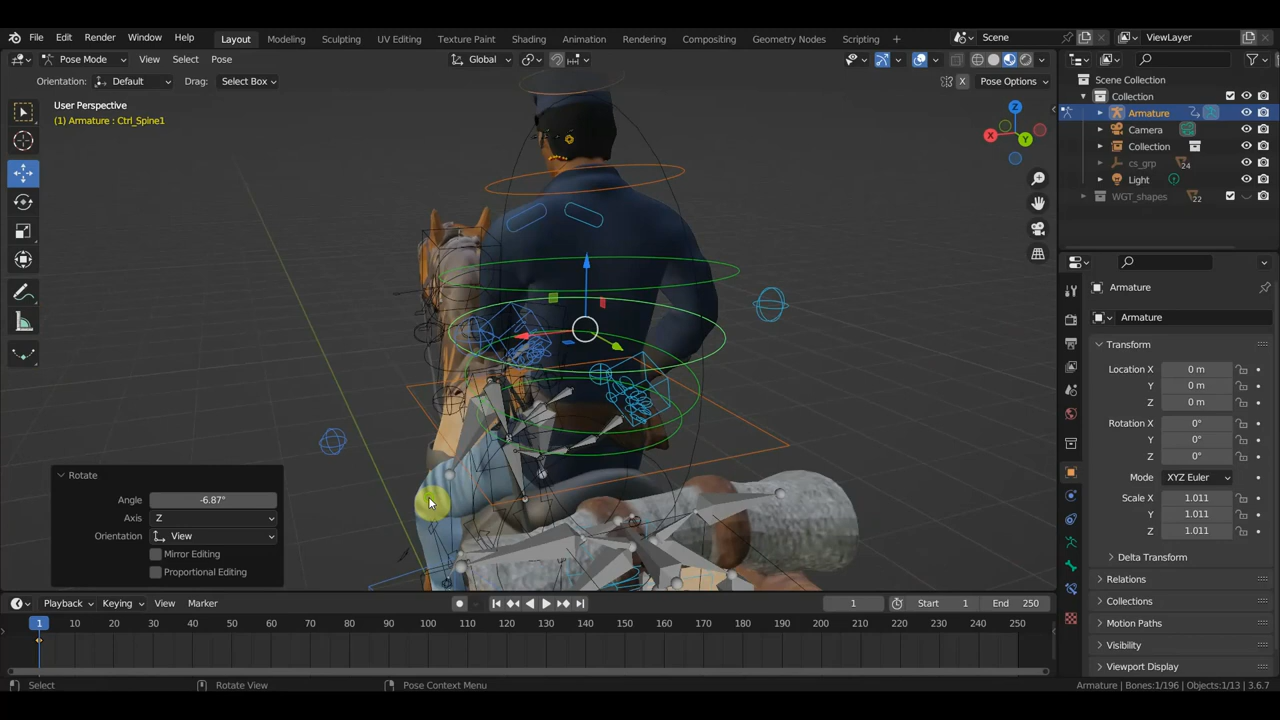 File Edit Render Window Help Layout Modeling Sculpting UV Editing Texture Paint Shading Animation Rendering Compositing Geometry Nodes Scripting + Scene ViewLayer
Pose Mode View Select Pose Global
Orientation: Default Drag: Select Box X Pose Options
Scene Collection
Collection
Armature
Camera
Collection
cs_grp 24
Light
WGT_shapes 22
User Perspective
(1) Armature : Ctrl_Spine1
Z
X
Y
Armature
Armature
Transform
Location X 0 m
Y 0 m
Z 0 m
Rotation X 0°
Y 0°
Z 0°
Mode XYZ Euler
Scale X 1.011
Y 1.011
Z 1.011
Delta Transform
Relations
Collections
Motion Paths
Visibility
Viewport Display
Rotate
Angle -6.87°
Axis Z
Orientation View
Mirror Editing
Proportional Editing
Playback Keying View Marker 1 Start 1 End 250
1 10 20 30 40 50 60 70 80 90 100 110 120 130 140 150 160 170 180 190 200 210 220 230 240 250
Select Rotate View Pose Context Menu Armature | Bones:1/196 | Objects:1/13 | 3.6.7